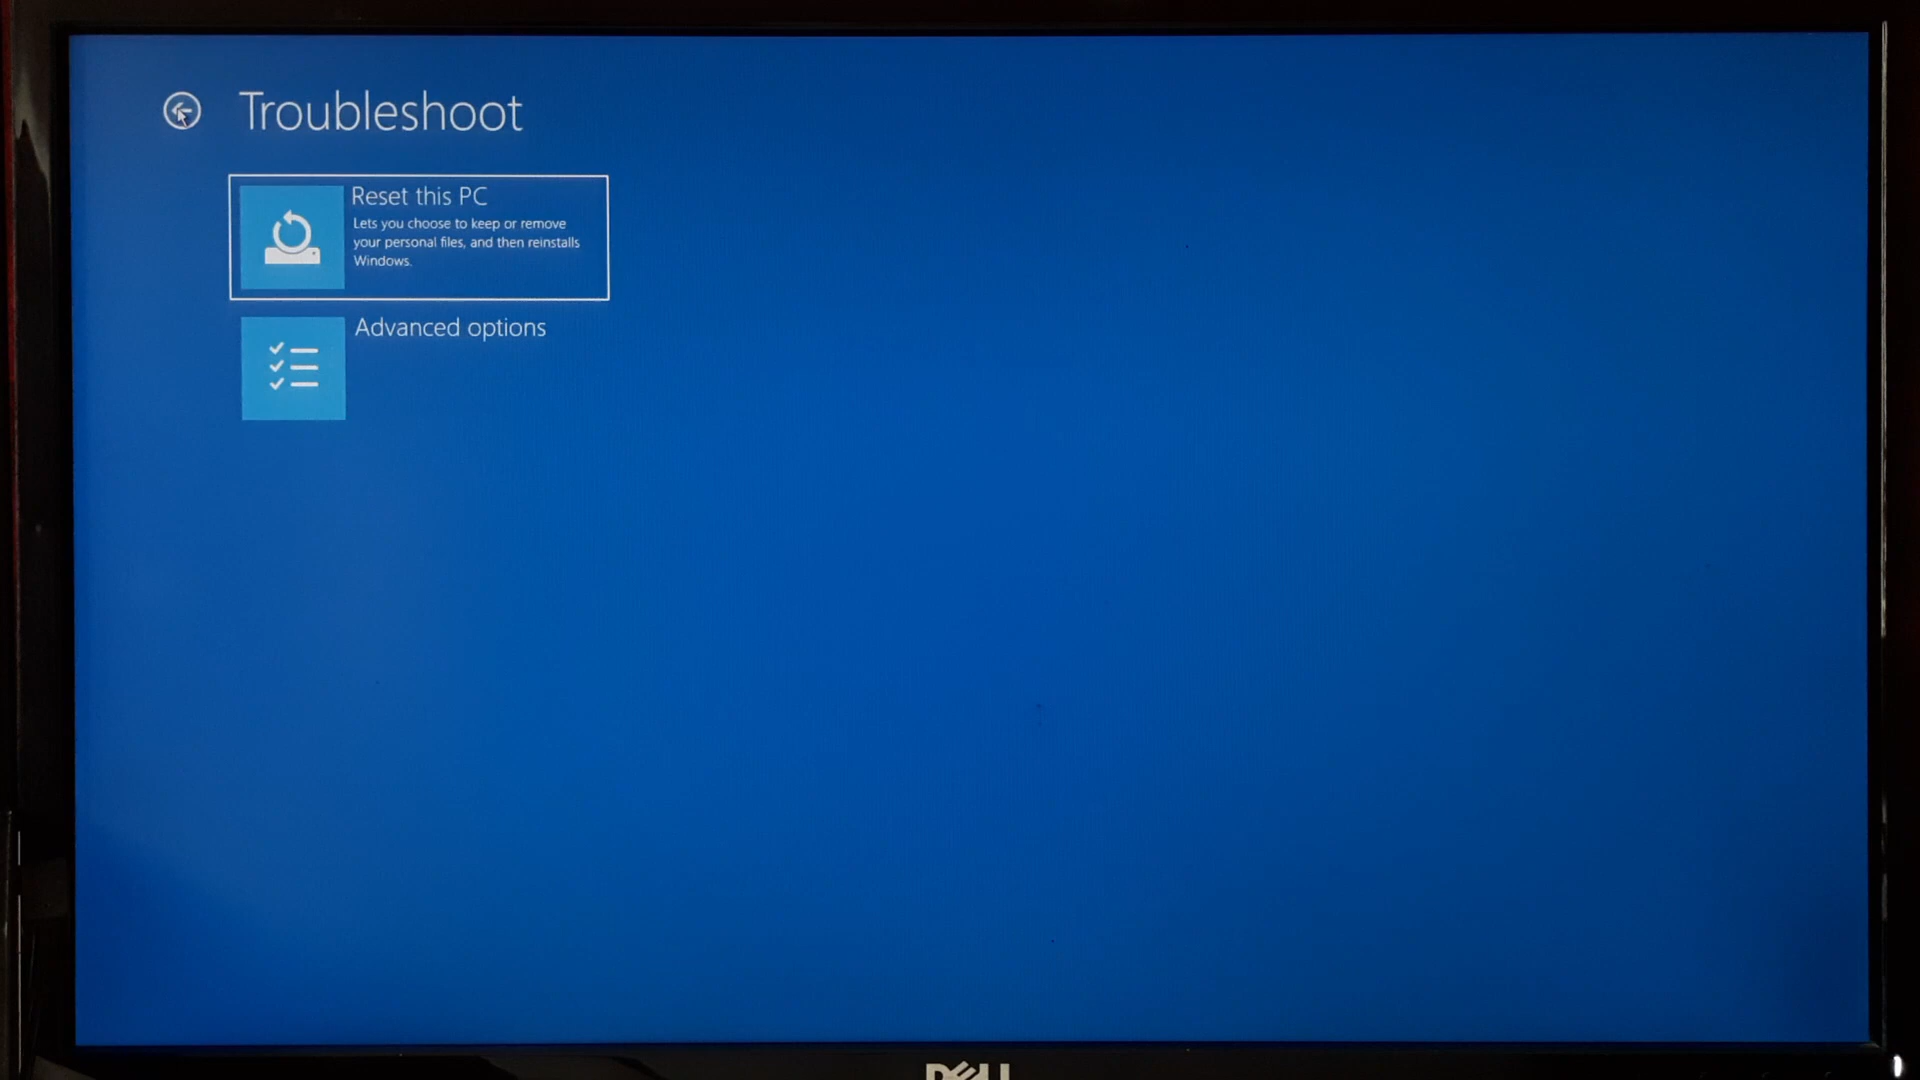 Troubleshoot
Reset this PC
Lets you choose to keep or remove
your personal files, and then reinstalls
Windows.
Advanced options
DELL